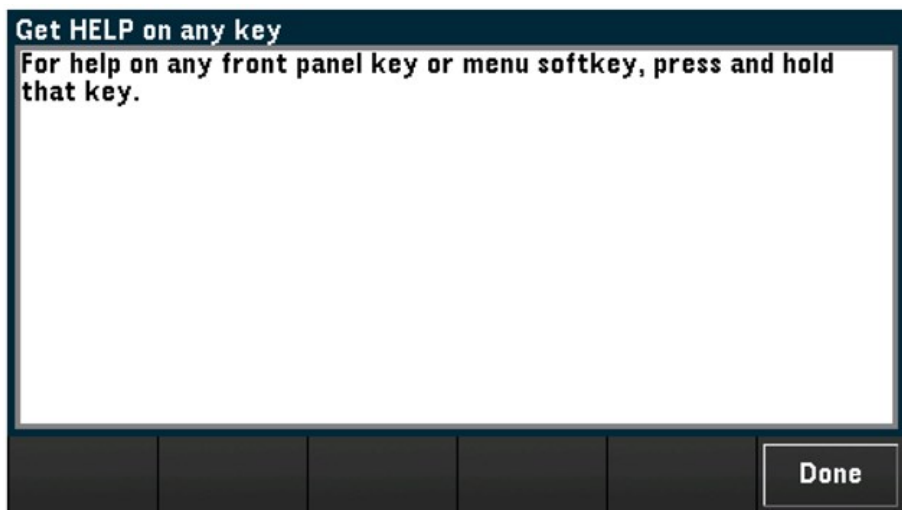 Get HELP on any key
For help on any front panel key or menu softkey, press and hold
that key.
Done